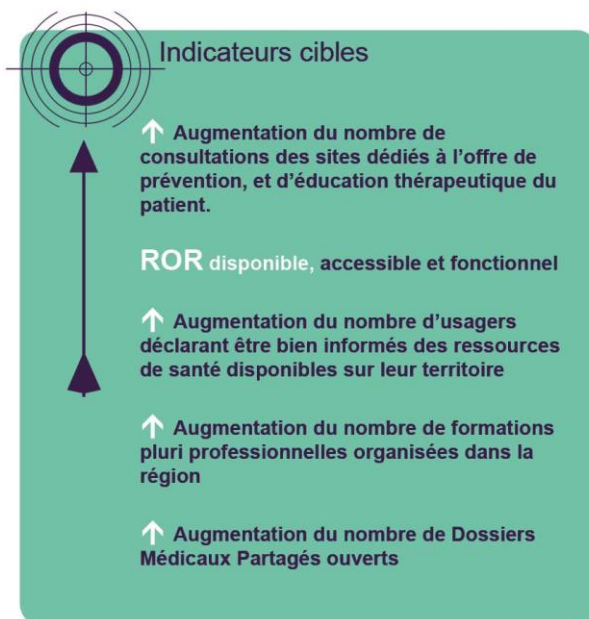 Indicateurs cibles
↑ Augmentation du nombre de
consultations des sites dédiés à l’offre de
prévention, et d’éducation thérapeutique du
patient.
ROR disponible, accessible et fonctionnel
↑ Augmentation du nombre d’usagers
déclarant être bien informés des ressources
de santé disponibles sur leur territoire
↑ Augmentation du nombre de formations
pluri professionnelles organisées dans la
région
↑ Augmentation du nombre de Dossiers
Médicaux Partagés ouverts